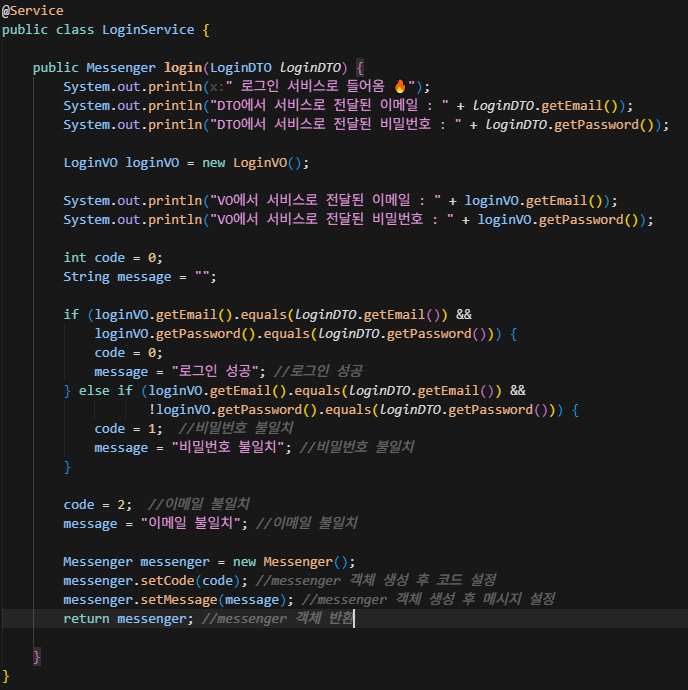 @Service
public class LoginService {
public Messenger login(LoginDTO loginDTO) {
System.out.println(x:" 로그인 서비스로 들어옴 🔥");
System.out.println("DTO에서 서비스로 전달된 이메일 : " + loginDTO.getEmail());
System.out.println("DTO에서 서비스로 전달된 비밀번호 : " + loginDTO.getPassword());
LoginVO loginVO = new LoginVO();
System.out.println("VO에서 서비스로 전달된 이메일 : " + loginVO.getEmail());
System.out.println("VO에서 서비스로 전달된 비밀번호 : " + loginVO.getPassword());
int code = 0;
String message = "";
if (loginVO.getEmail().equals(loginDTO.getEmail()) &&
loginVO.getPassword().equals(loginDTO.getPassword())) {
code = 0;
message = "로그인 성공"; //로그인 성공
} else if (loginVO.getEmail().equals(loginDTO.getEmail()) &&
!loginVO.getPassword().equals(loginDTO.getPassword())) {
code = 1;  //비밀번호 불일치
message = "비밀번호 불일치"; //비밀번호 불일치
}
code = 2;  //이메일 불일치
message = "이메일 불일치"; //이메일 불일치
Messenger messenger = new Messenger();
messenger.setCode(code); //messenger 객체 생성 후 코드 설정
messenger.setMessage(message); //messenger 객체 생성 후 메시지 설정
return messenger; //messenger 객체 반환
}
}